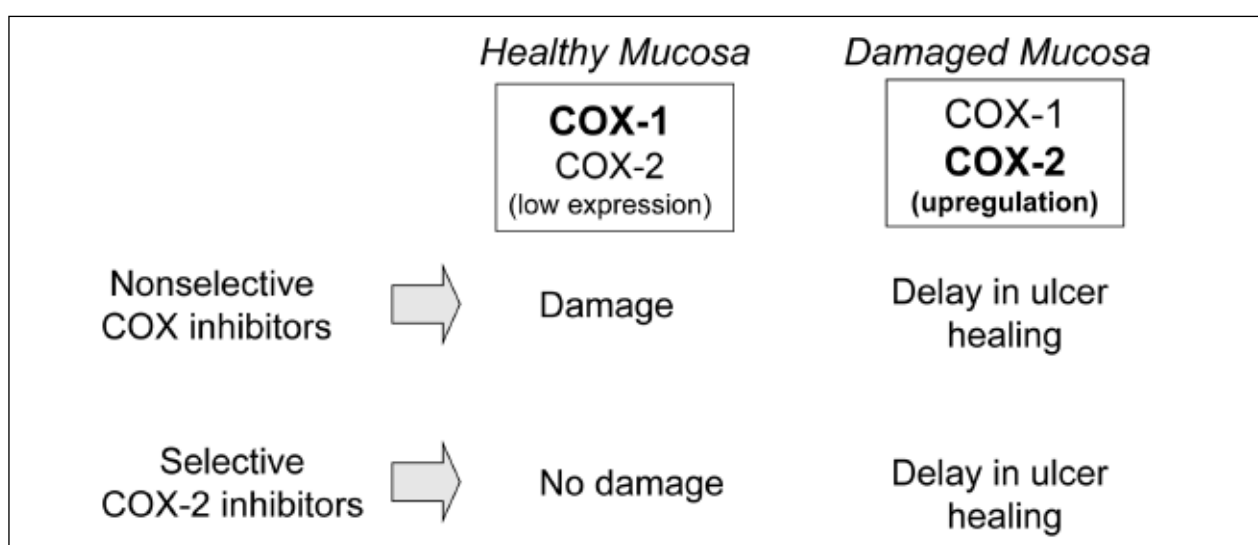 Healthy Mucosa
Damaged Mucosa
COX-1
COX-2
(low expression)
COX-1
COX-2
(upregulation)
Nonselective
COX inhibitors
Damage
Delay in ulcer
healing
Selective
COX-2 inhibitors
No damage
Delay in ulcer
healing